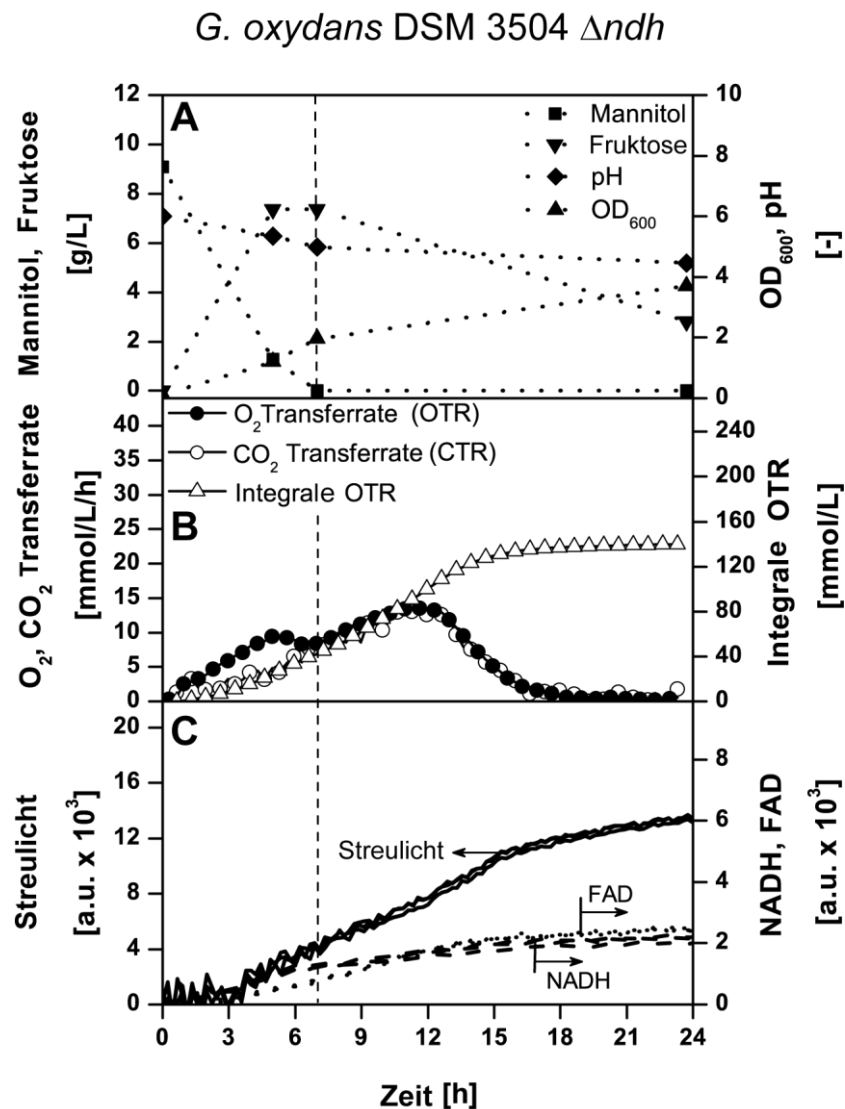 G. oxydans DSM 3504 Δndh
A
Mannitol
Fruktose
pH
OD600
12
10
8
6
4
2
0
Mannitol, Fruktose
[g/L]
10
8
6
4
2
0
OD600, pH
[-]
B
O2 Transferrate (OTR)
CO2 Transferrate (CTR)
Integrale OTR
40
35
30
25
20
15
10
5
0
O2, CO2 Transferrate
[mmol/L/h]
240
200
160
120
80
40
0
Integrale OTR
[mmol/L]
C
Streulicht
FAD
NADH
20
16
12
8
4
0
Streulicht
[a.u. x 10³]
8
6
4
2
0
NADH, FAD
[a.u. x 10³]
0 3 6 9 12 15 18 21 24
Zeit [h]